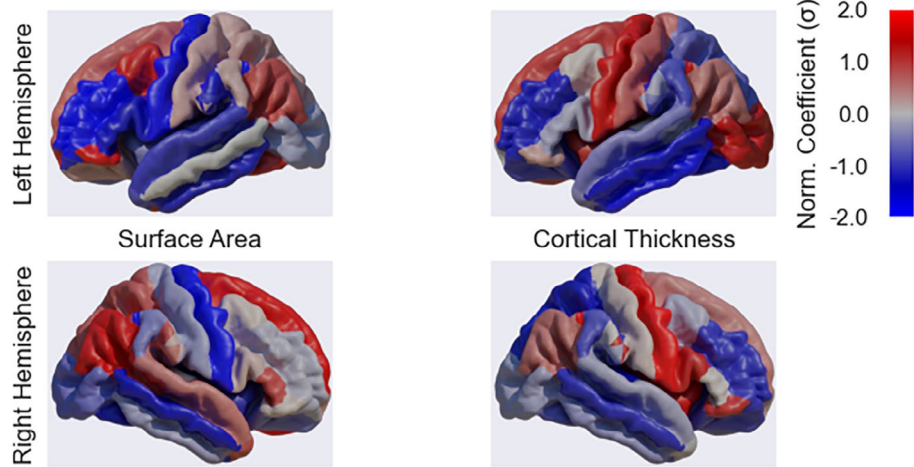 Left Hemisphere
Surface Area
Cortical Thickness
Right Hemisphere
Norm. Coefficient (σ)
2.0
1.0
0.0
-1.0
-2.0